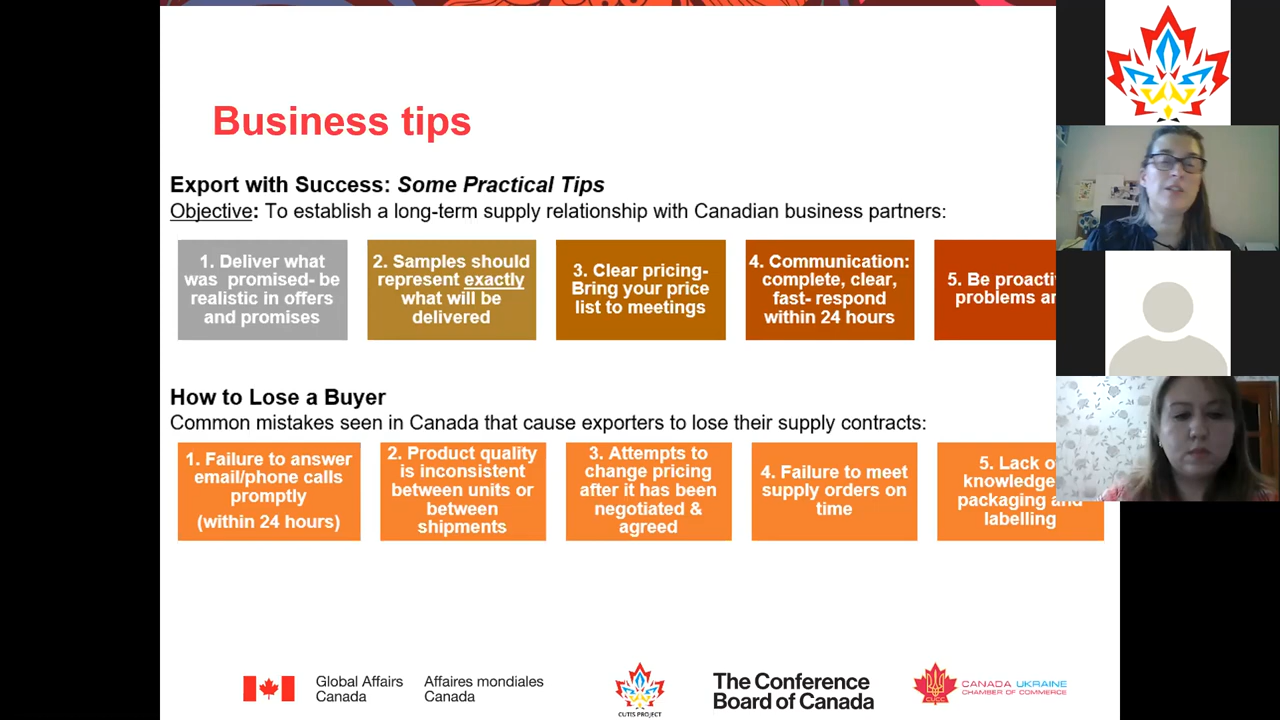 Business tips
Export with Success: Some Practical Tips
Objective: To establish a long-term supply relationship with Canadian business partners:
1. Deliver what
was promised- be
realistic in offers
and promises
2. Samples should
represent exactly
what will be
delivered
3. Clear pricing-
Bring your price
list to meetings
4. Communication:
complete, clear,
fast- respond
within 24 hours
5. Be
problems
How to Lose a Buyer
Common mistakes seen in Canada that cause exporters to lose their supply contracts:
1. Failure to answer
email/phone calls
promptly
(within 24 hours)
2. Product quality
is inconsistent
between units or
between
shipments
3. Attempts to
change pricing
after it has been
negotiated &
agreed
4. Failure to meet
supply orders on
time
5. Lack of
knowledge
packaging and
labelling
Global Affairs
Canada
Affaires mondiales
Canada
CUTIS PROJECT
The Conference
Board of Canada
CUCC
CANADA UKRAINE
CHAMBER OF COMMERCE